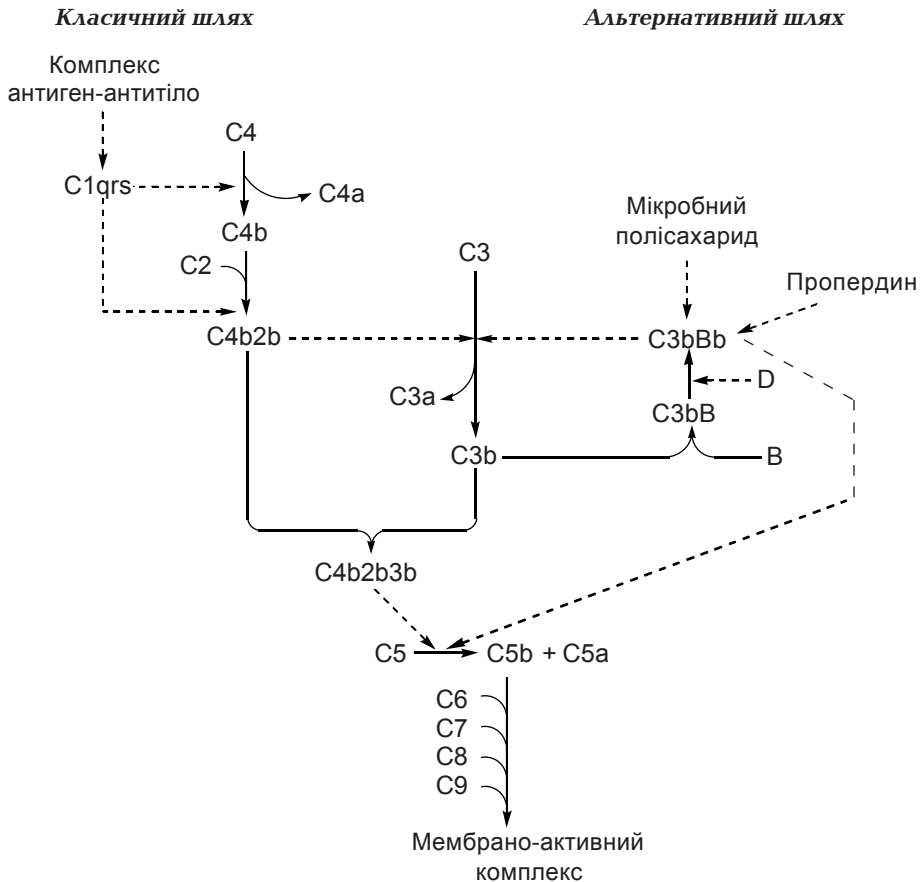 Класичний шлях
Альтернативний шлях
Комплекс
антиген-антитіло
C4
C1qrs
C4a
C4b
C2
C4b2b
C3
Мікробний
полісахарид
Пропердин
C3bBb
C3a
D
C3bB
C3b
B
C4b2b3b
C5
C5b + C5a
C6
C7
C8
C9
Мембрано-активний
комплекс